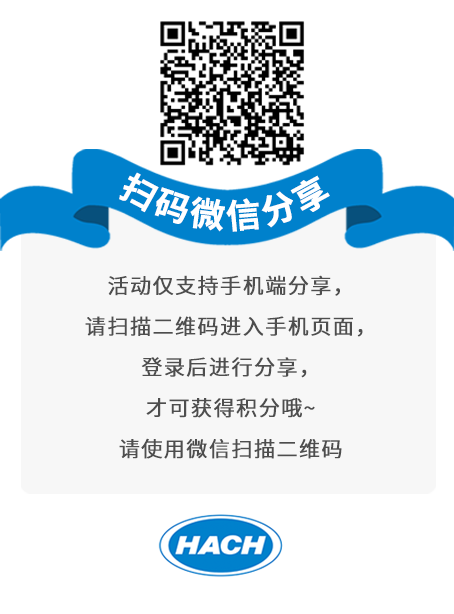 扫码微信分享
活动仅支持手机端分享，
请扫描二维码进入手机页面，
登录后进行分享，
才可获得积分哦~
请使用微信扫描二维码
HACH